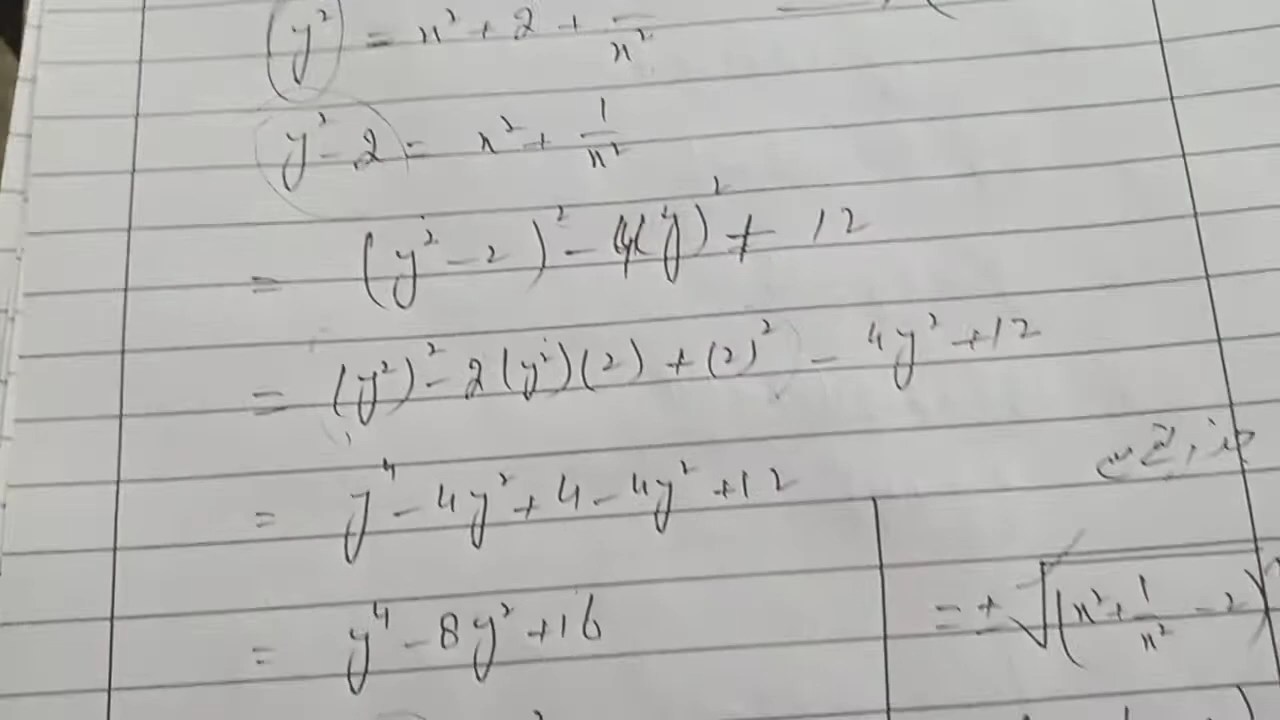 y² = x² + 2 + 1/x²
y² - 2 = x² + 1/x²
= (y² - 2)² - 4(y)² + 12
= (y²)² - 2(y²)(2) + (2)² - 4y² + 12
= y⁴ - 4y² + 4 - 4y² + 12
= y⁴ - 8y² + 16
= ± √(x² + 1/x² - 2)